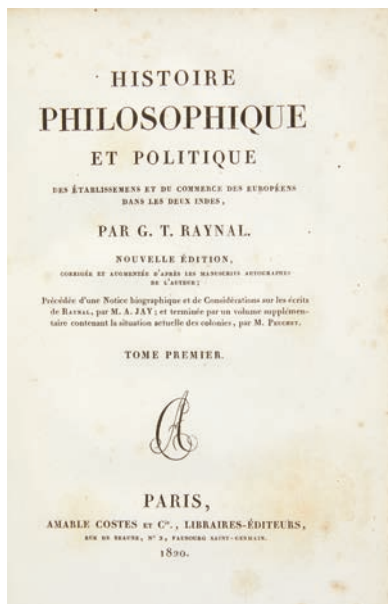 HISTOIRE
PHILOSOPHIQUE
ET POLITIQUE
DES ÉTABLISSEMENS ET DU COMMERCE DES EUROPÉENS
DANS LES DEUX INDES,
PAR G. T. RAYNAL.
NOUVELLE ÉDITION,
CORRIGÉE ET AUGMENTÉE D'APRÈS LES MANUSCRITS AUTOGRAPHES
DE L'AUTEUR;
Précédée d'une Notice biographique et de Considérations sur les écrits
de RAYNAL, par M. A. JAY; et terminée par un volume supplémen-
taire contenant la situation actuelle des colonies, par M. PEUCHET.
TOME PREMIER.
AC
PARIS,
AMABLE COSTES ET Cie., LIBRAIRES-ÉDITEURS,
RUE DE BEAUNE, N° 2, FAUBOURG SAINT-GERMAIN.
1820.